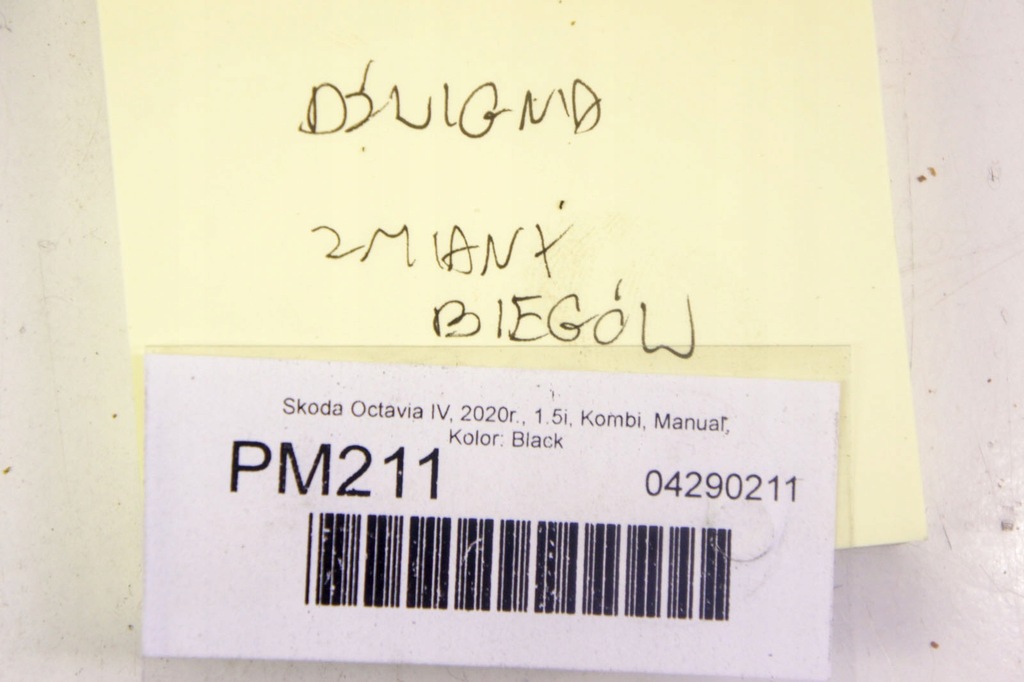 DŹWIGNIA
ZMIANY
BIEGÓW
Skoda Octavia IV, 2020r., 1.5i, Kombi, Manual,
Kolor: Black
PM211
04290211